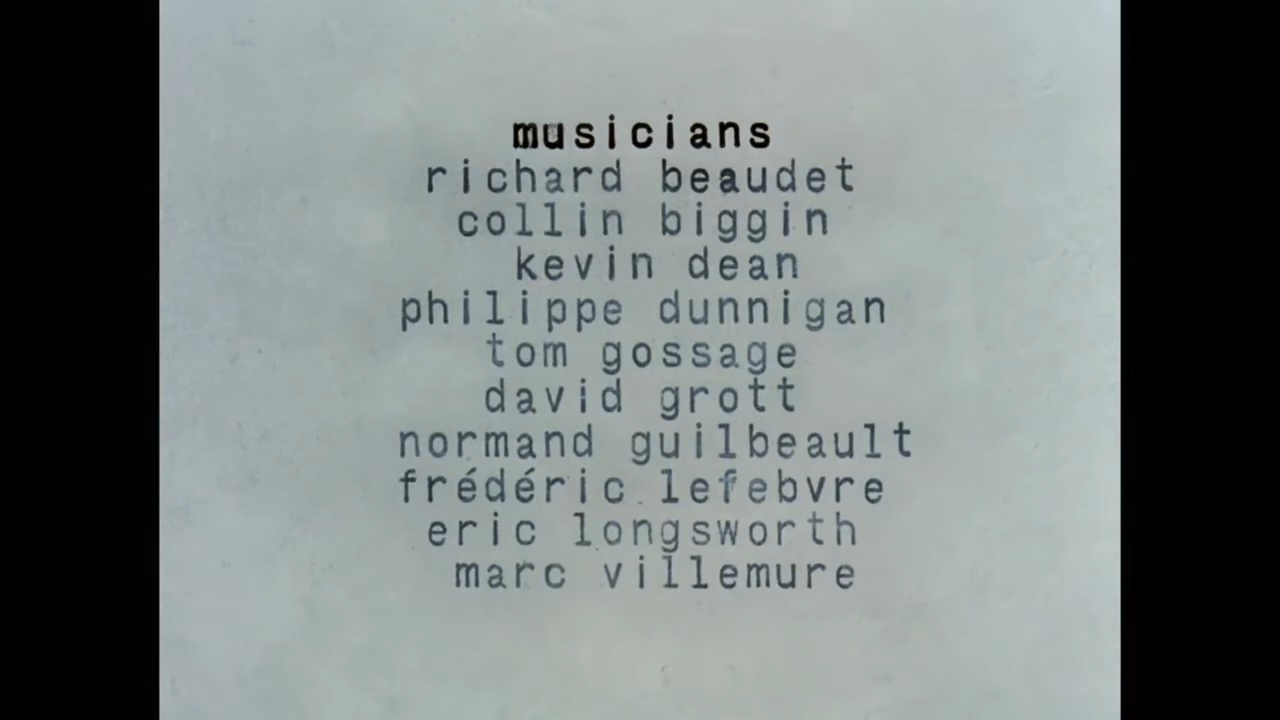 musicians
richard beaudet
collin biggin
kevin dean
philippe dunnigan
tom gossage
david grott
normand guilbeault
frédéric lefebvre
eric longsworth
marc villemure